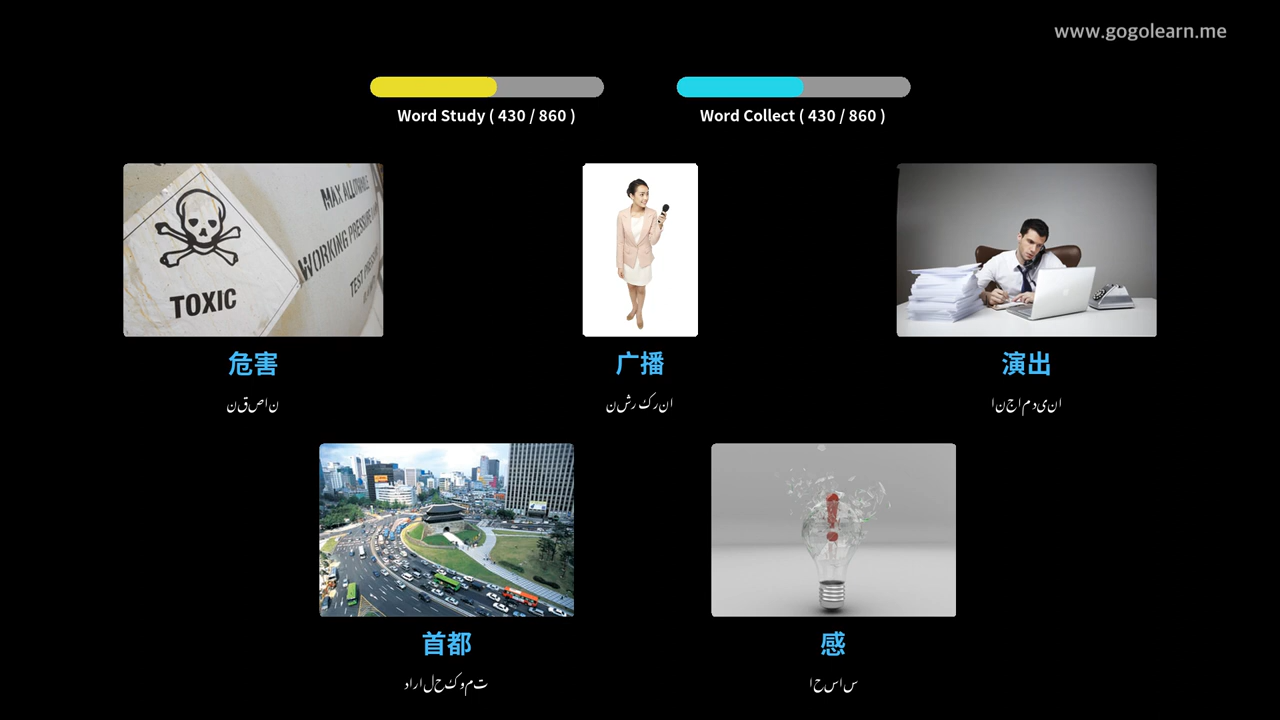 www.gogolearn.me
Word Study ( 430 / 860 )
Word Collect ( 430 / 860 )
TOXIC
MAX
WORKING PRESSURE
TEST
危害
广播
演出
نقصان
نشر کرنا
انجام دینا
首都
感
دارالحکومت
احساس